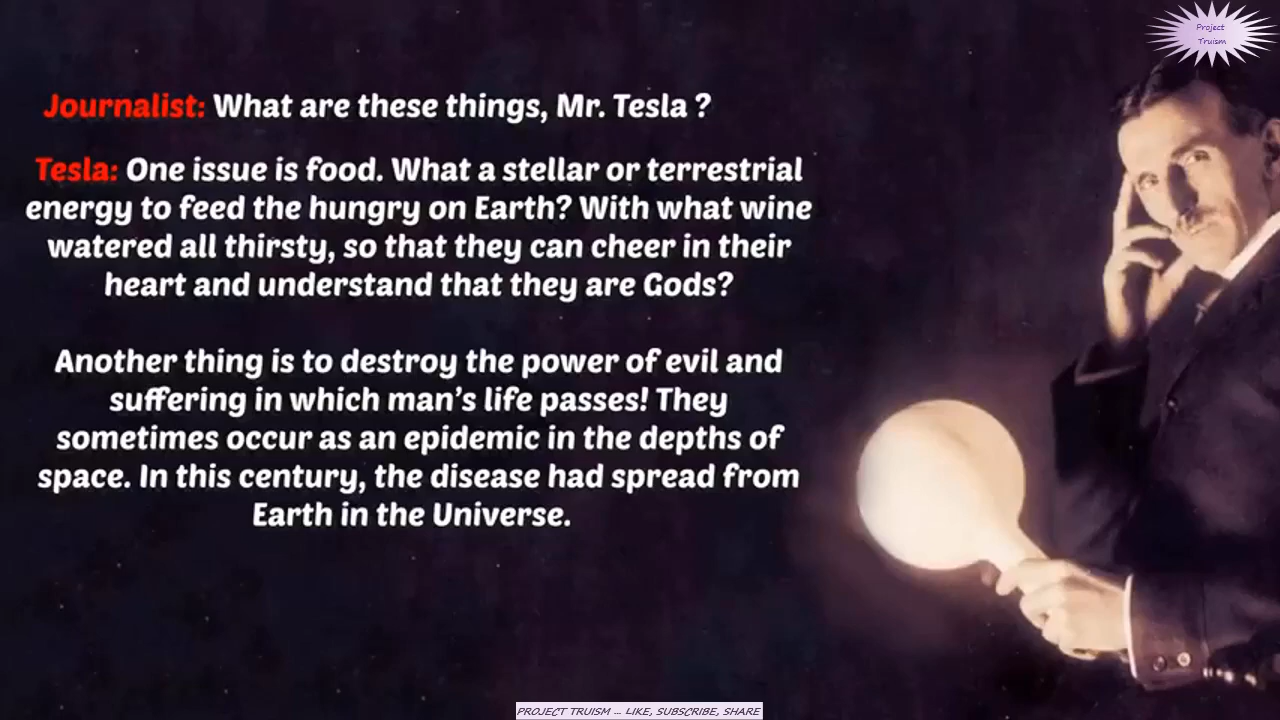 Project
Truism
Journalist: What are these things, Mr. Tesla ?
Tesla: One issue is food. What a stellar or terrestrial
energy to feed the hungry on Earth? With what wine
watered all thirsty, so that they can cheer in their
heart and understand that they are Gods?
Another thing is to destroy the power of evil and
suffering in which man's life passes! They
sometimes occur as an epidemic in the depths of
space. In this century, the disease had spread from
Earth in the Universe.
PROJECT TRUISM ... LIKE, SUBSCRIBE, SHARE